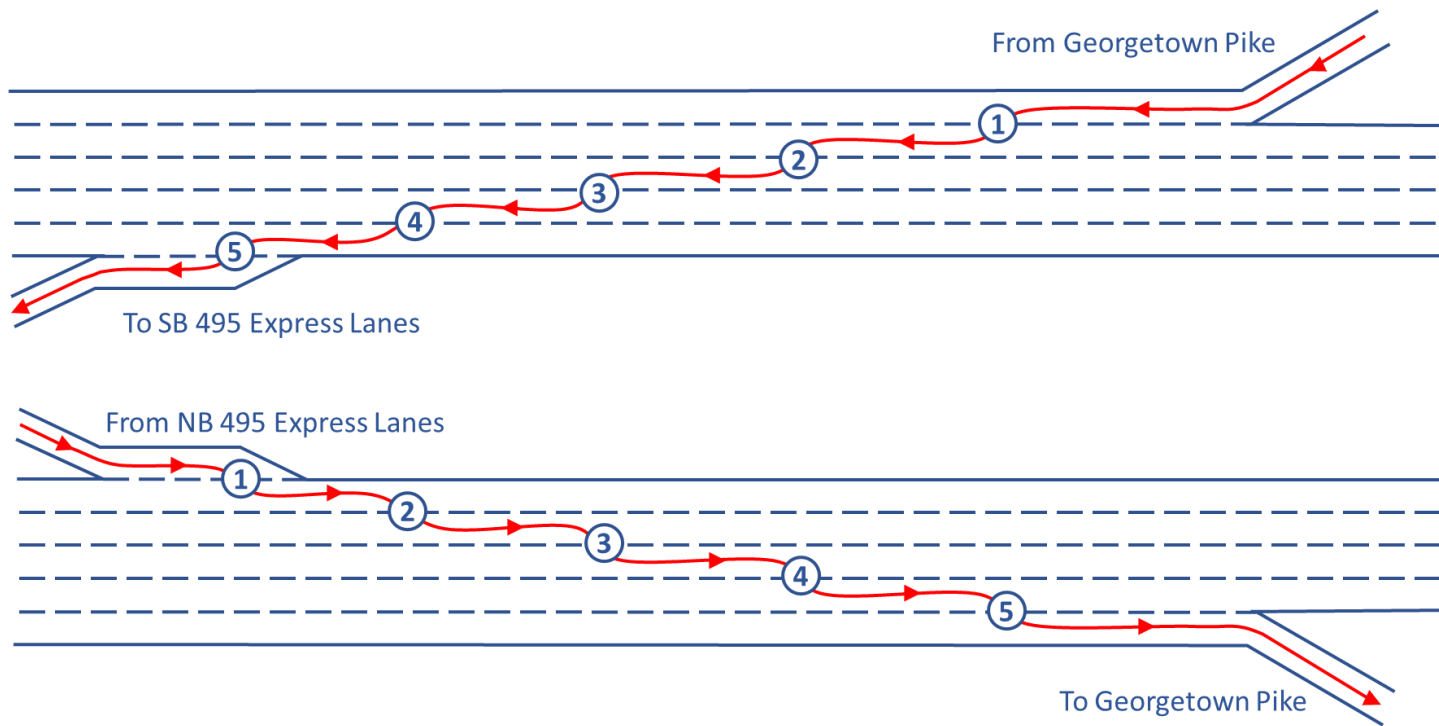 From Georgetown Pike
1
2
3
4
5
To SB 495 Express Lanes
From NB 495 Express Lanes
1
2
3
4
5
To Georgetown Pike